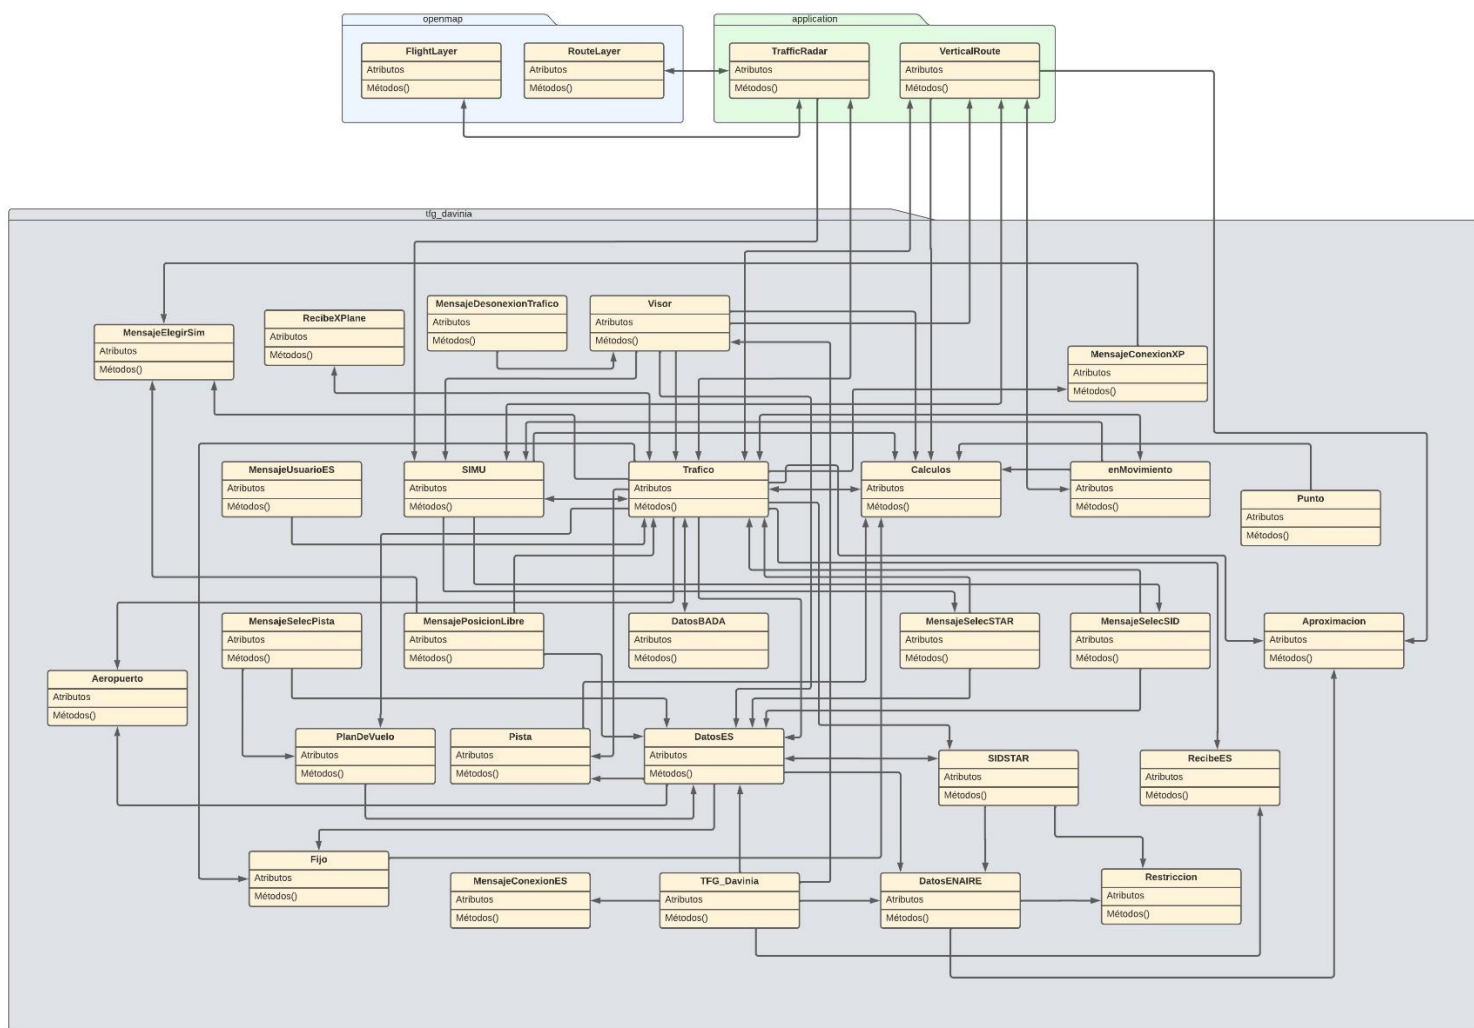 openmap
application
FlightLayer
Atributos
Métodos()
RouteLayer
Atributos
Métodos()
TrafficRadar
Atributos
Métodos()
VerticalRoute
Atributos
Métodos()
tfg_davinia
MensajeElegirSim
Atributos
Métodos()
RecibeXPlane
Atributos
Métodos()
MensajeDesonexionTrafico
Atributos
Métodos()
Visor
Atributos
Métodos()
MensajeConexionXP
Atributos
Métodos()
MensajeUsuarioES
Atributos
Métodos()
SIMU
Atributos
Métodos()
Trafico
Atributos
Métodos()
Calculos
Atributos
Métodos()
enMovimiento
Atributos
Métodos()
Punto
Atributos
Métodos()
MensajeSelecPista
Atributos
Métodos()
MensajePosicionLibre
Atributos
Métodos()
DatosBADA
Atributos
Métodos()
MensajeSelecSTAR
Atributos
Métodos()
MensajeSelecSID
Atributos
Métodos()
Aproximacion
Atributos
Métodos()
Aeropuerto
Atributos
Métodos()
PlanDeVuelo
Atributos
Métodos()
Pista
Atributos
Métodos()
DatosES
Atributos
Métodos()
SIDSTAR
Atributos
Métodos()
RecibeES
Atributos
Métodos()
Fijo
Atributos
Métodos()
MensajeConexionES
Atributos
Métodos()
TFG_Davinia
Atributos
Métodos()
DatosENAIRE
Atributos
Métodos()
Restriccion
Atributos
Métodos()